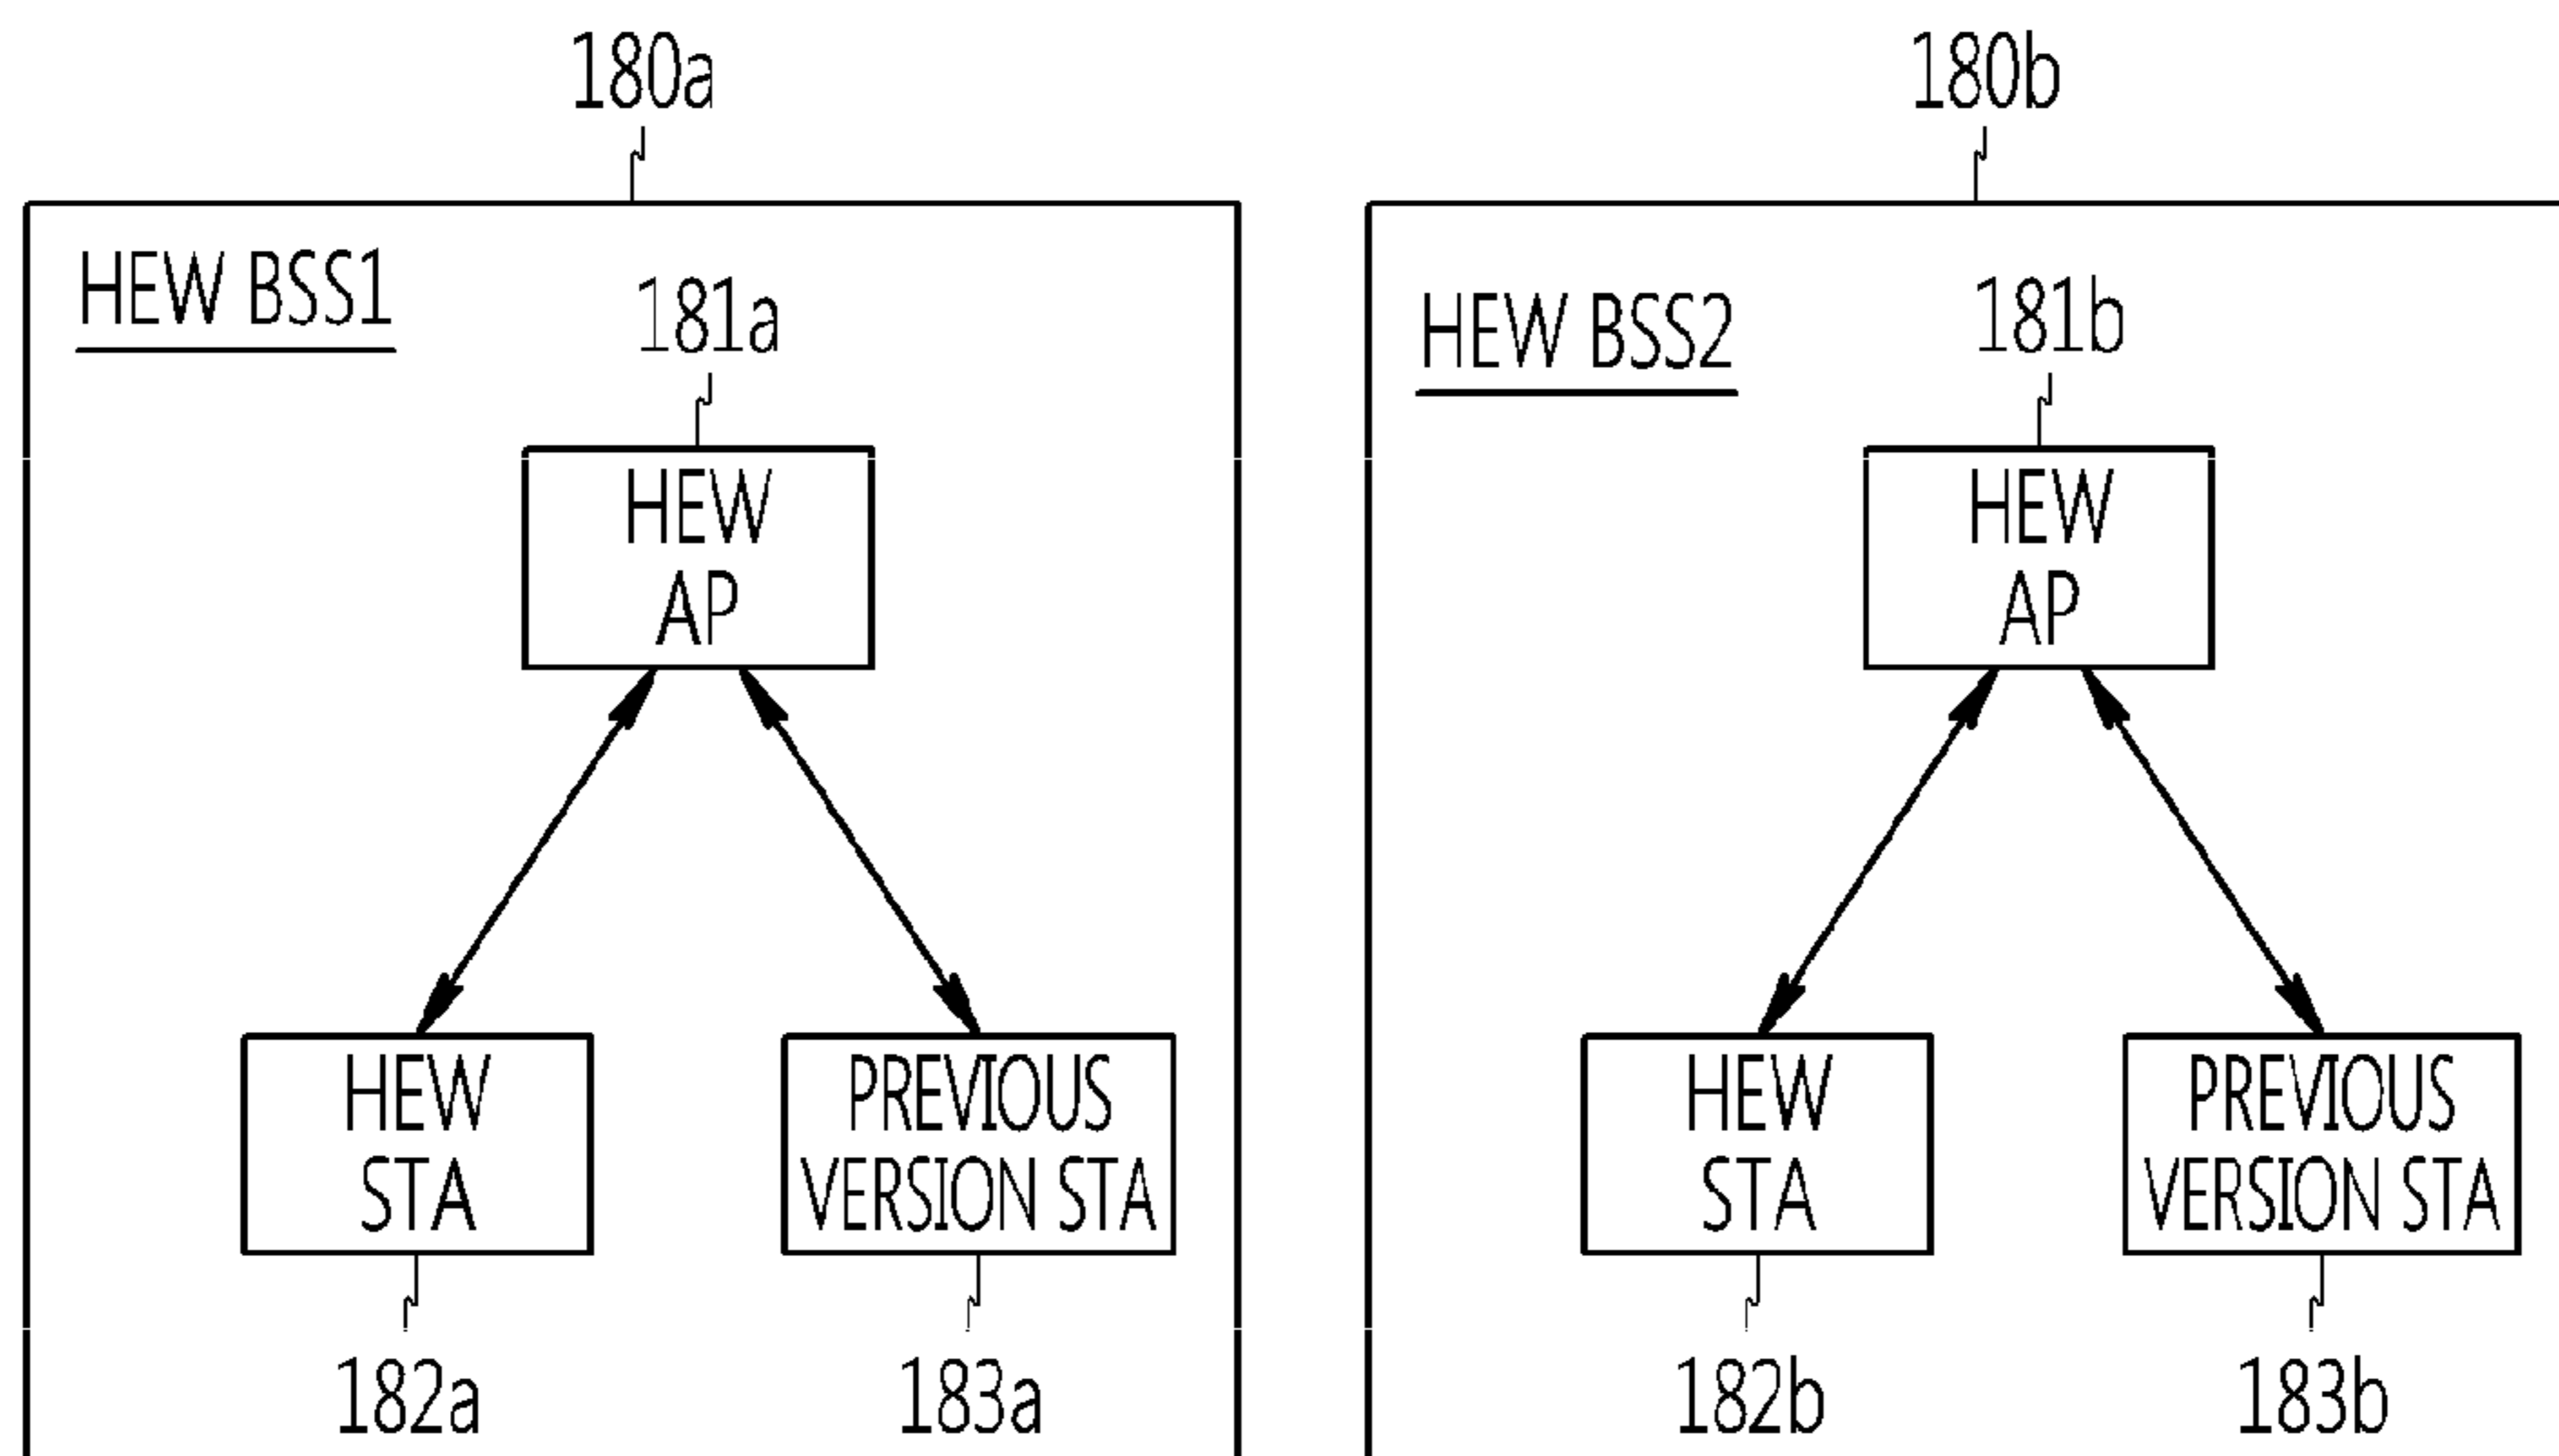 180a
180b
HEW BSS1
181a
HEW BSS2
181b
HEW
AP
HEW
AP
HEW
STA
PREVIOUS
VERSION STA
HEW
STA
PREVIOUS
VERSION STA
182a
183a
182b
183b